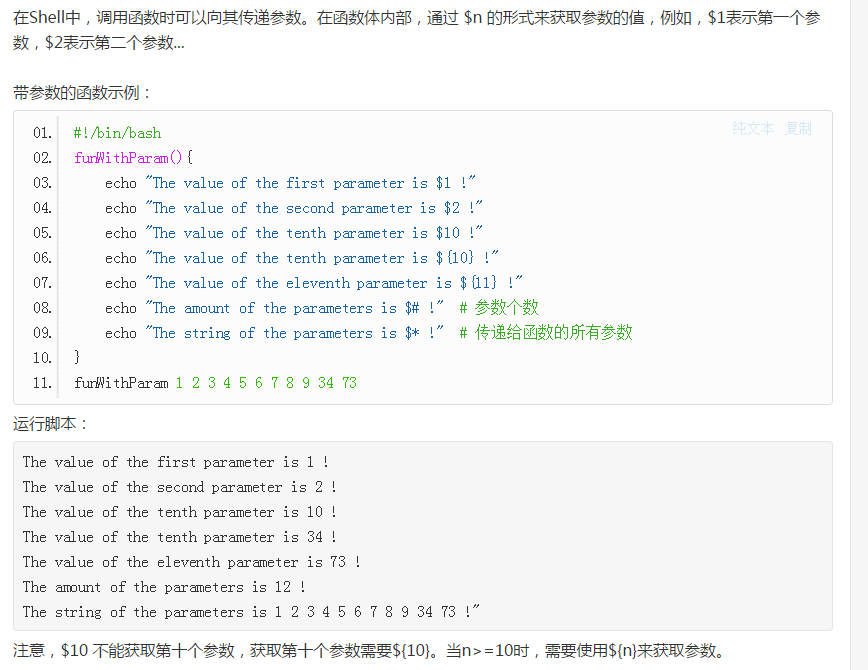 在Shell中，调用函数时可以向其传递参数。在函数体内部，通过 $n 的形式来获取参数的值，例如，$1表示第一个参
数，$2表示第二个参数...
带参数的函数示例：
纯文本 复制
01. #!/bin/bash
02. funWithParam(){
03. echo "The value of the first parameter is $1 !"
04. echo "The value of the second parameter is $2 !"
05. echo "The value of the tenth parameter is $10 !"
06. echo "The value of the tenth parameter is ${10} !"
07. echo "The value of the eleventh parameter is ${11} !"
08. echo "The amount of the parameters is $# !" # 参数个数
09. echo "The string of the parameters is $* !" # 传递给函数的所有参数
10. }
11. funWithParam 1 2 3 4 5 6 7 8 9 34 73
运行脚本：
The value of the first parameter is 1 !
The value of the second parameter is 2 !
The value of the tenth parameter is 10 !
The value of the tenth parameter is 34 !
The value of the eleventh parameter is 73 !
The amount of the parameters is 12 !
The string of the parameters is 1 2 3 4 5 6 7 8 9 34 73 !"
注意，$10 不能获取第十个参数，获取第十个参数需要${10}。当n>=10时，需要使用${n}来获取参数。